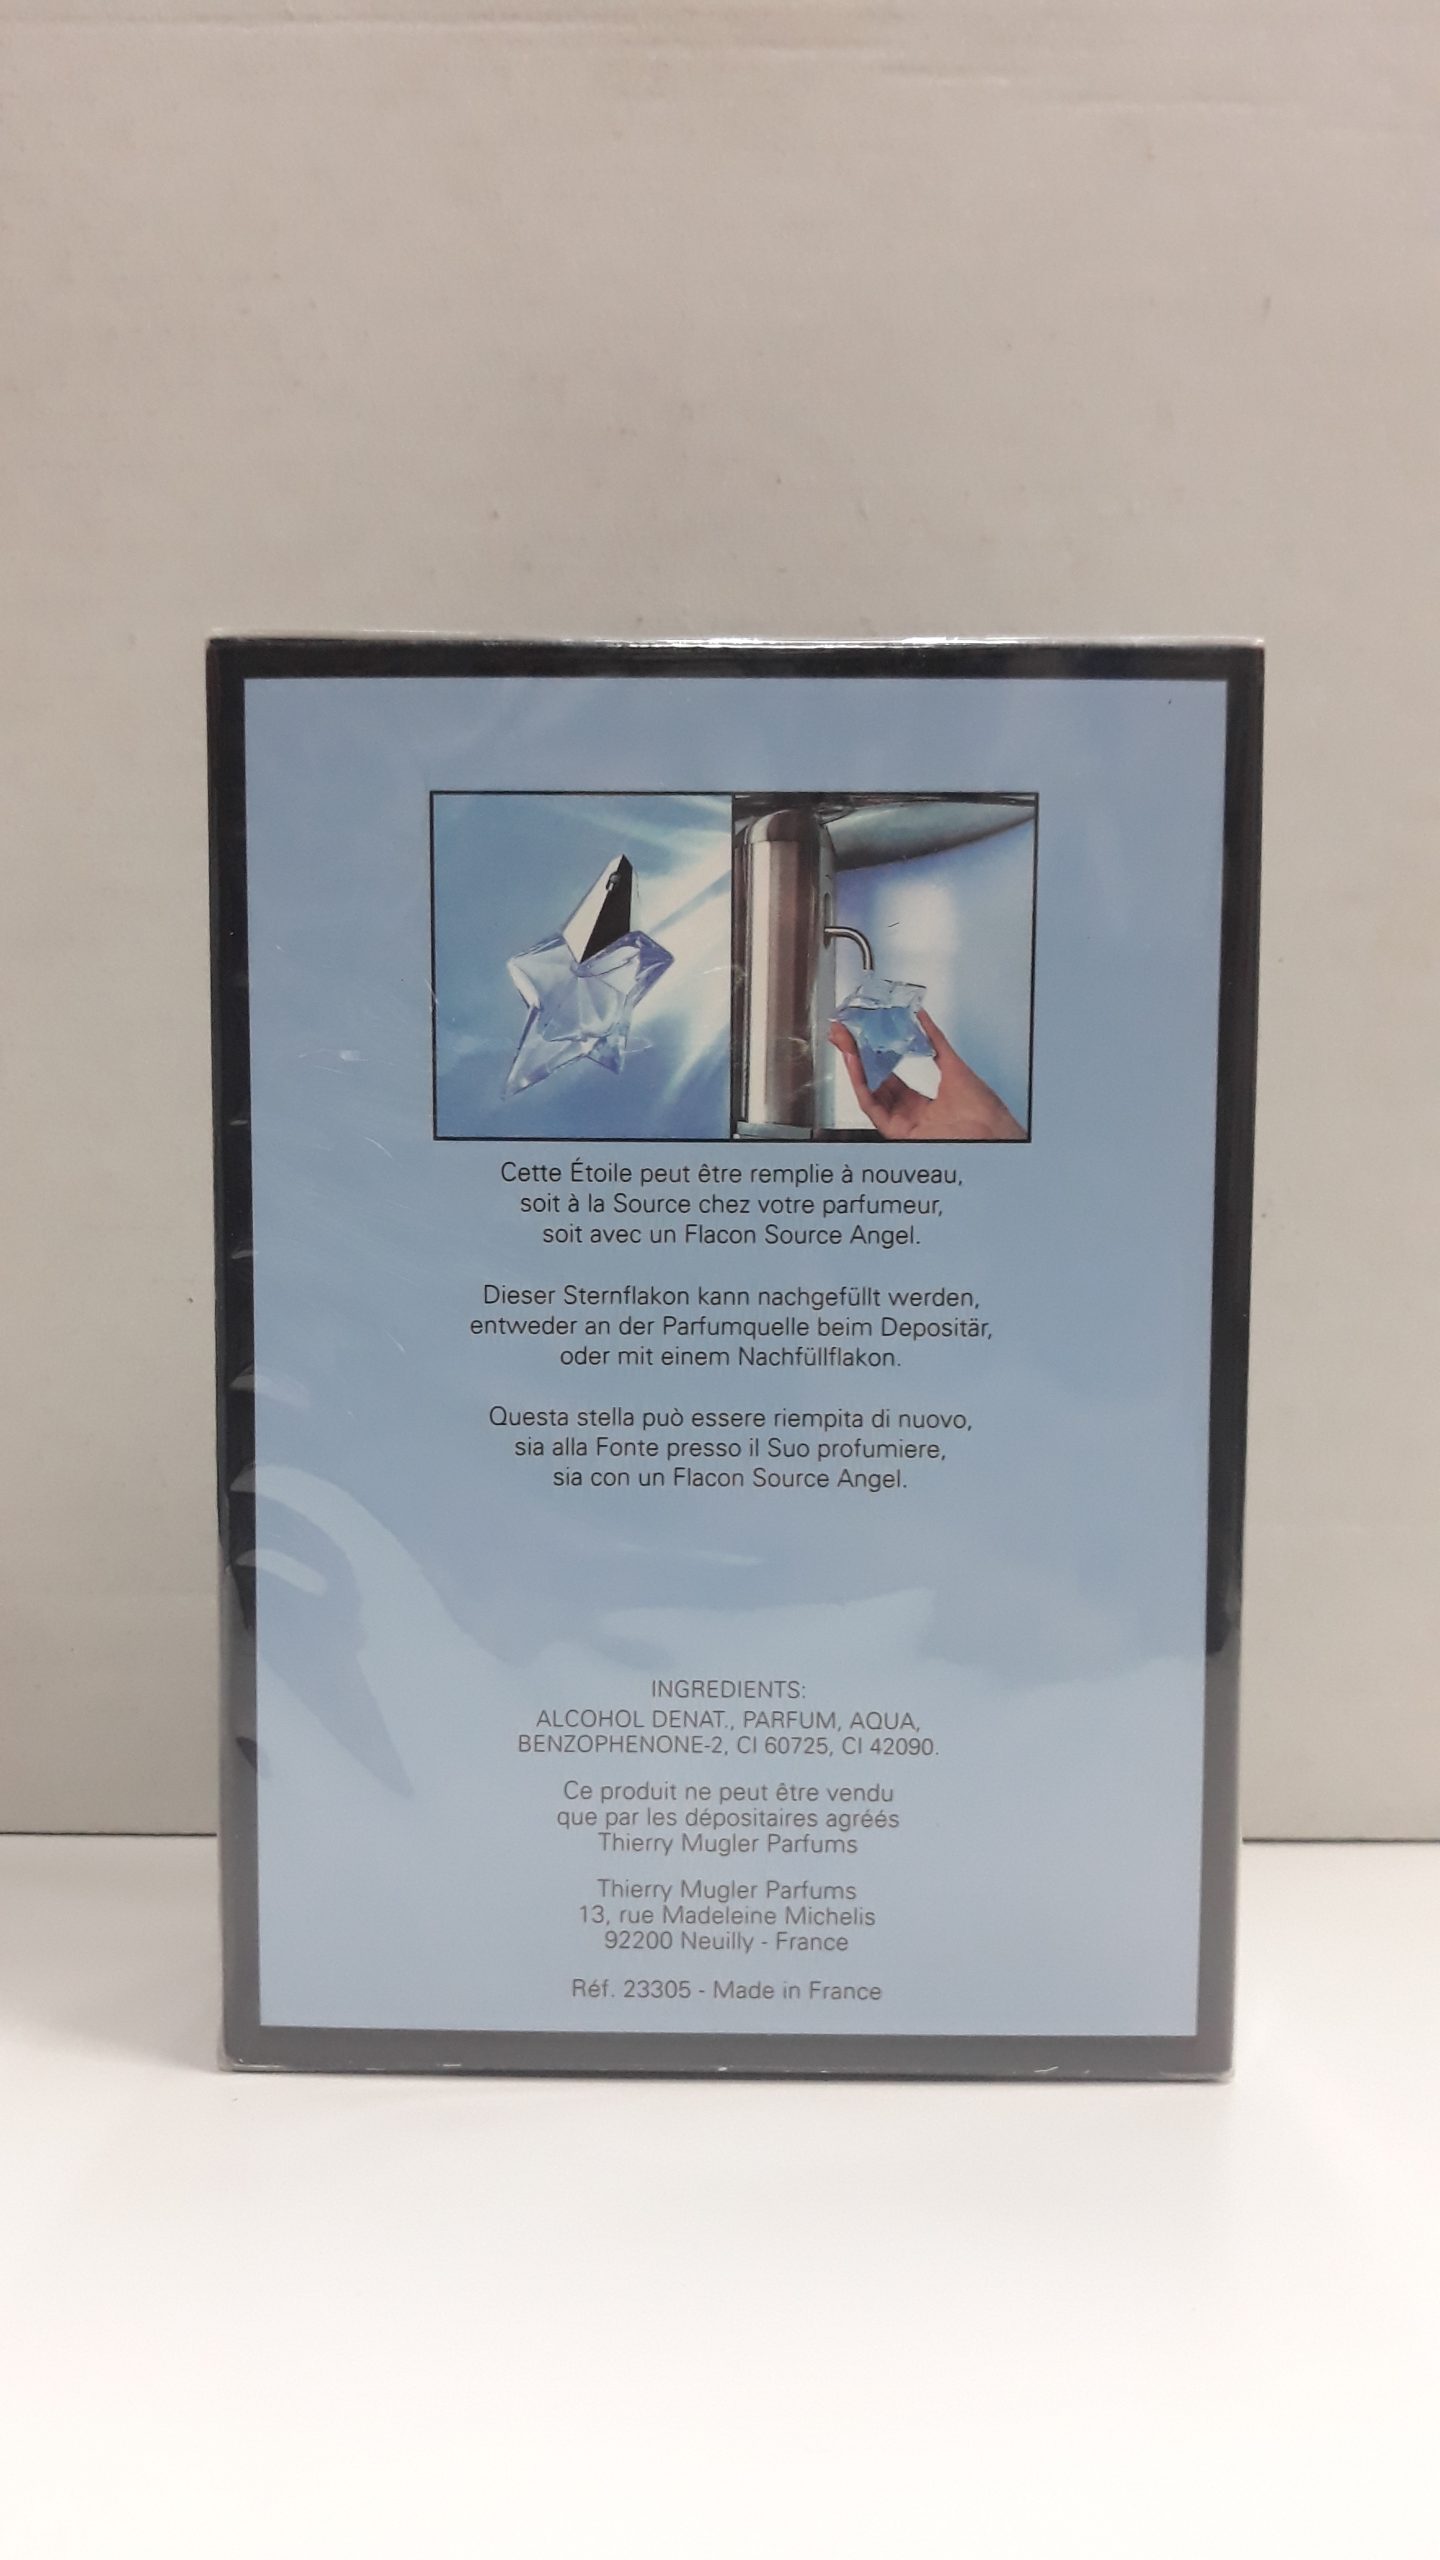 Cette Étoile peut être remplie à nouveau,
soit à la Source chez votre parfumeur,
soit avec un Flacon Source Angel.
Dieser Sternflakon kann nachgefüllt werden,
entweder an der Parfumquelle beim Depositär,
oder mit einem Nachfüllflakon.
Questa stella può essere riempita di nuovo,
sia alla Fonte presso il Suo profumiere,
sia con un Flacon Source Angel.
INGREDIENTS:
ALCOHOL DENAT., PARFUM, AQUA,
BENZOPHENONE-2, CI 60725, CI 42090.
Ce produit ne peut être vendu
que par les dépositaires agréés
Thierry Mugler Parfums
Thierry Mugler Parfums
13, rue Madeleine Michelis
92200 Neuilly - France
Réf. 23305 - Made in France